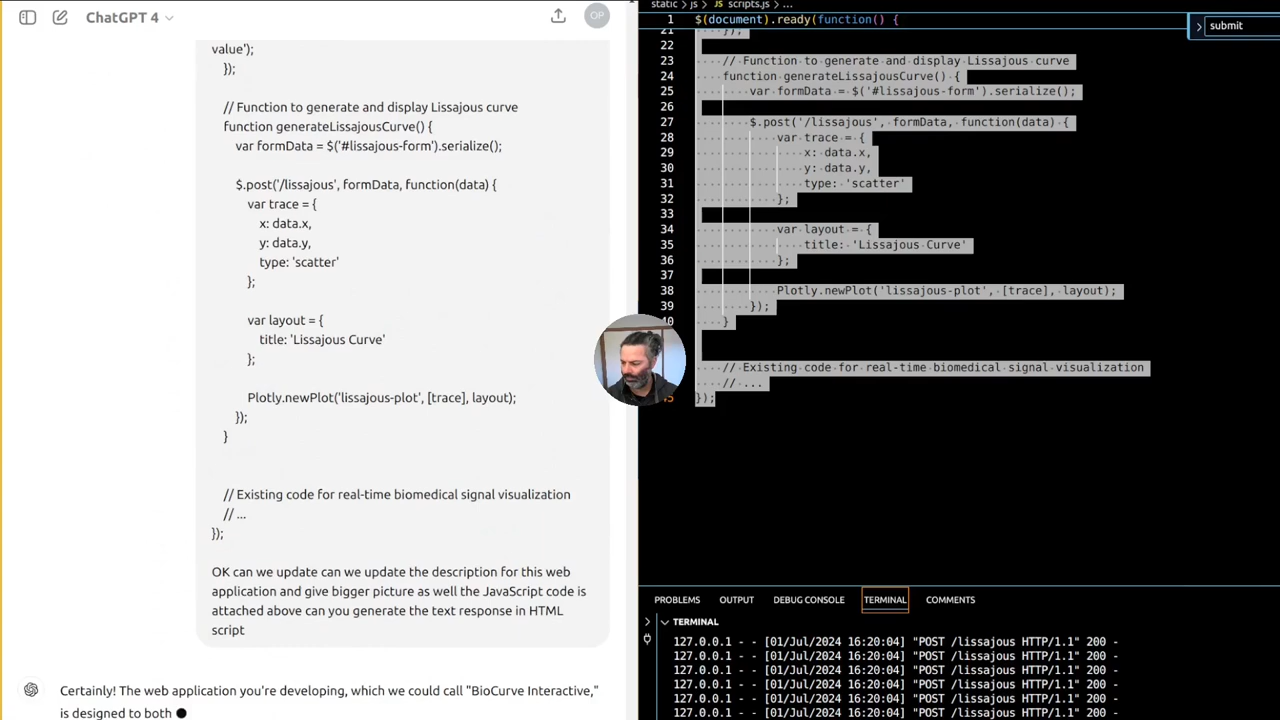 ChatGPT 4
OP
value');
});
// Function to generate and display Lissajous curve
function generateLissajousCurve() {
var formData = $('#lissajous-form').serialize();
$.post('/lissajous', formData, function(data) {
var trace = {
x: data.x,
y: data.y,
type: 'scatter'
};
var layout = {
title: 'Lissajous Curve'
};
Plotly.newPlot('lissajous-plot', [trace], layout);
});
}
// Existing code for real-time biomedical signal visualization
// ...
});
OK can we update can we update the description for this web
application and give bigger picture as well the JavaScript code is
attached above can you generate the text response in HTML
script
Certainly! The web application you're developing, which we could call "BioCurve Interactive,"
is designed to both
static > js > JS scripts.js > ...
1 $(document).ready(function() {
submit
21 });
22
23 // Function to generate and display Lissajous curve
24 function generateLissajousCurve() {
25 var formData = $('#lissajous-form').serialize();
26
27 $.post('/lissajous', formData, function(data) {
28 var trace = {
29 x: data.x,
30 y: data.y,
31 type: 'scatter'
32 };
33
34 var layout = {
35 title: 'Lissajous Curve'
36 };
37
38 Plotly.newPlot('lissajous-plot', [trace], layout);
39 });
40 }
// Existing code for real-time biomedical signal visualization
// ...
45 });
PROBLEMS OUTPUT DEBUG CONSOLE TERMINAL COMMENTS
TERMINAL
127.0.0.1 - - [01/Jul/2024 16:20:04] "POST /lissajous HTTP/1.1" 200 -
127.0.0.1 - - [01/Jul/2024 16:20:04] "POST /lissajous HTTP/1.1" 200 -
127.0.0.1 - - [01/Jul/2024 16:20:04] "POST /lissajous HTTP/1.1" 200 -
127.0.0.1 - - [01/Jul/2024 16:20:04] "POST /lissajous HTTP/1.1" 200 -
127.0.0.1 - - [01/Jul/2024 16:20:04] "POST /lissajous HTTP/1.1" 200 -
127.0.0.1 - - [01/Jul/2024 16:20:04] "POST /lissajous HTTP/1.1" 200 -